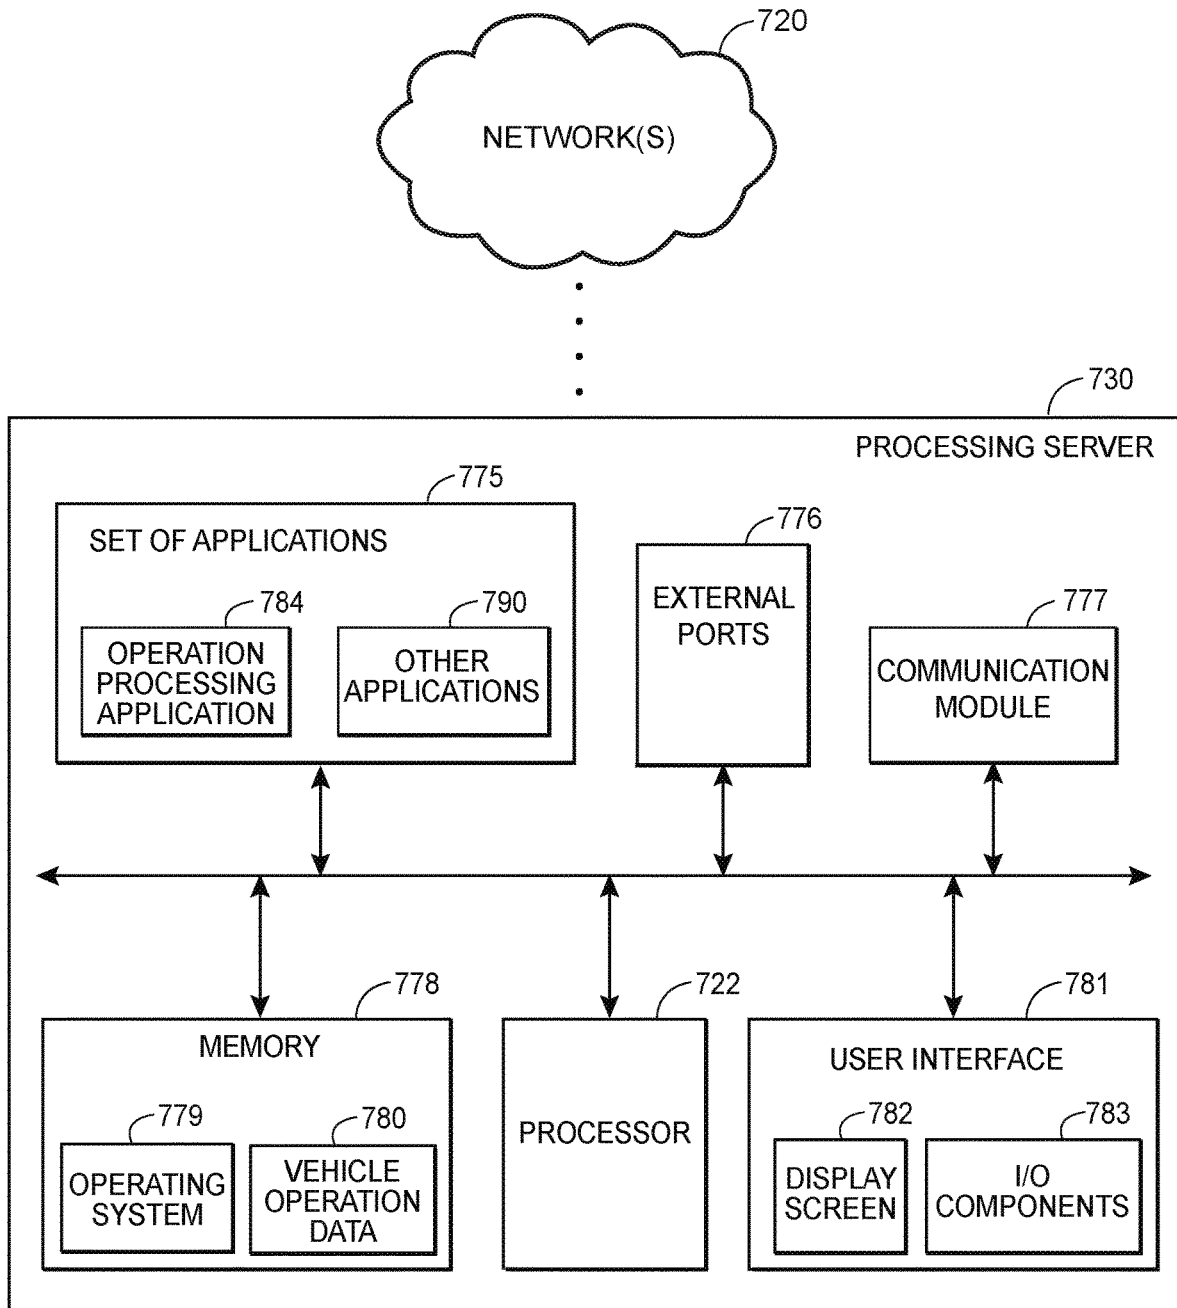 720
NETWORK(S)
730
PROCESSING SERVER
775
SET OF APPLICATIONS
784
OPERATION
PROCESSING
APPLICATION
790
OTHER
APPLICATIONS
776
EXTERNAL
PORTS
777
COMMUNICATION
MODULE
778
MEMORY
779
OPERATING
SYSTEM
780
VEHICLE
OPERATION
DATA
722
PROCESSOR
781
USER INTERFACE
782
DISPLAY
SCREEN
783
I/O
COMPONENTS